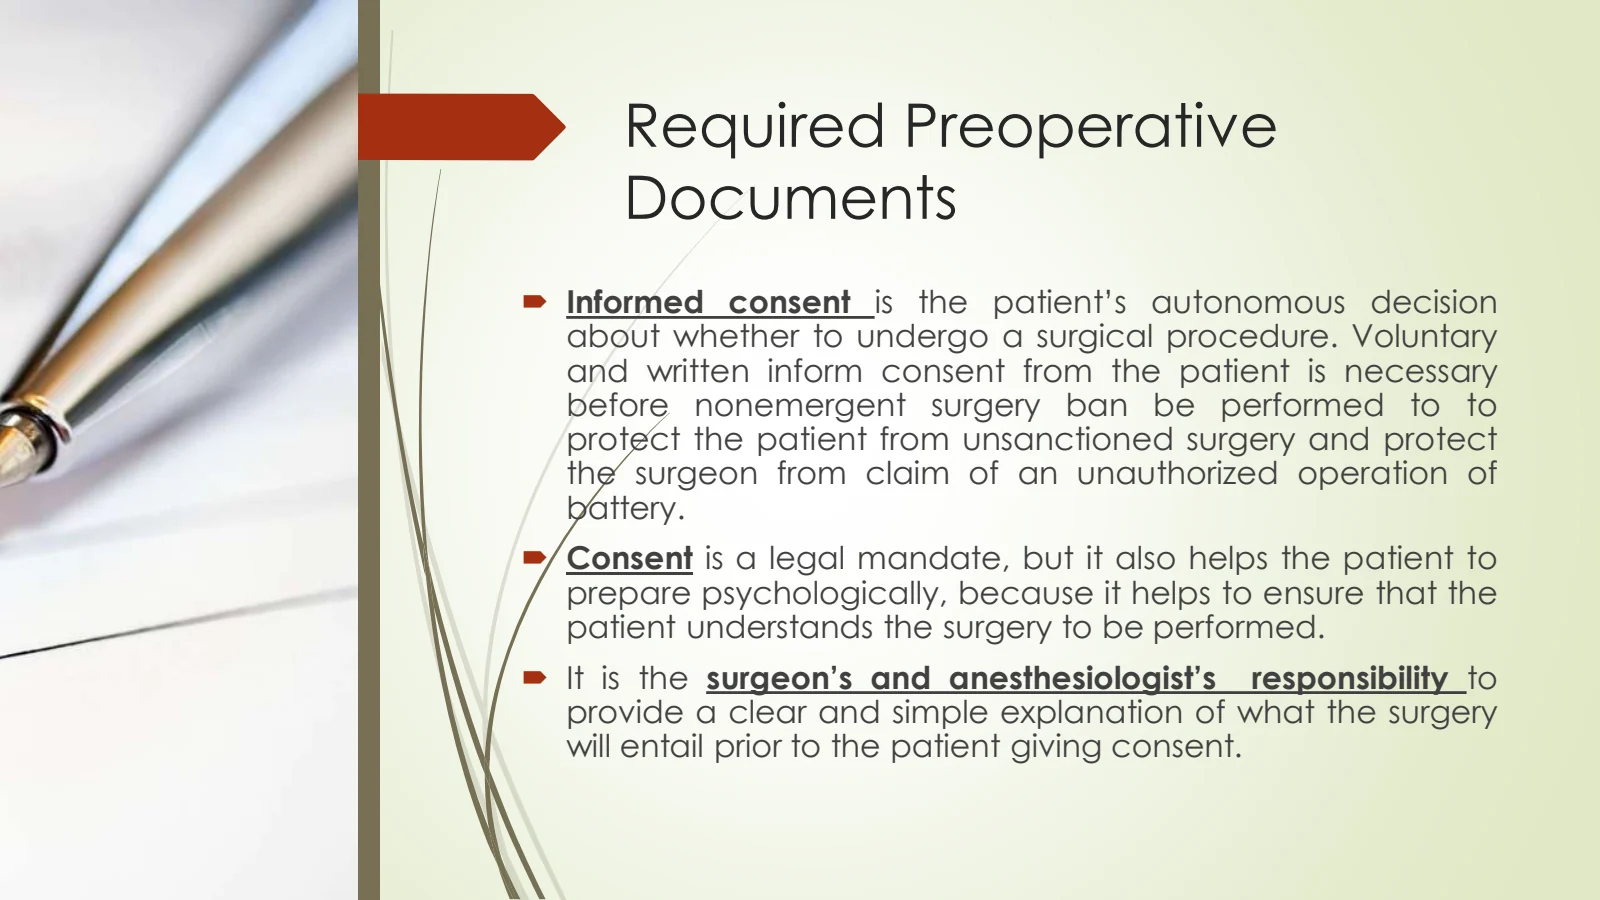 Required Preoperative
Documents
Informed consent is the patient’s autonomous decision
about whether to undergo a surgical procedure. Voluntary
and written inform consent from the patient is necessary
before nonemergent surgery ban be performed to to
protect the patient from unsanctioned surgery and protect
the surgeon from claim of an unauthorized operation of
battery.
Consent is a legal mandate, but it also helps the patient to
prepare psychologically, because it helps to ensure that the
patient understands the surgery to be performed.
It is the surgeon’s and anesthesiologist’s responsibility to
provide a clear and simple explanation of what the surgery
will entail prior to the patient giving consent.